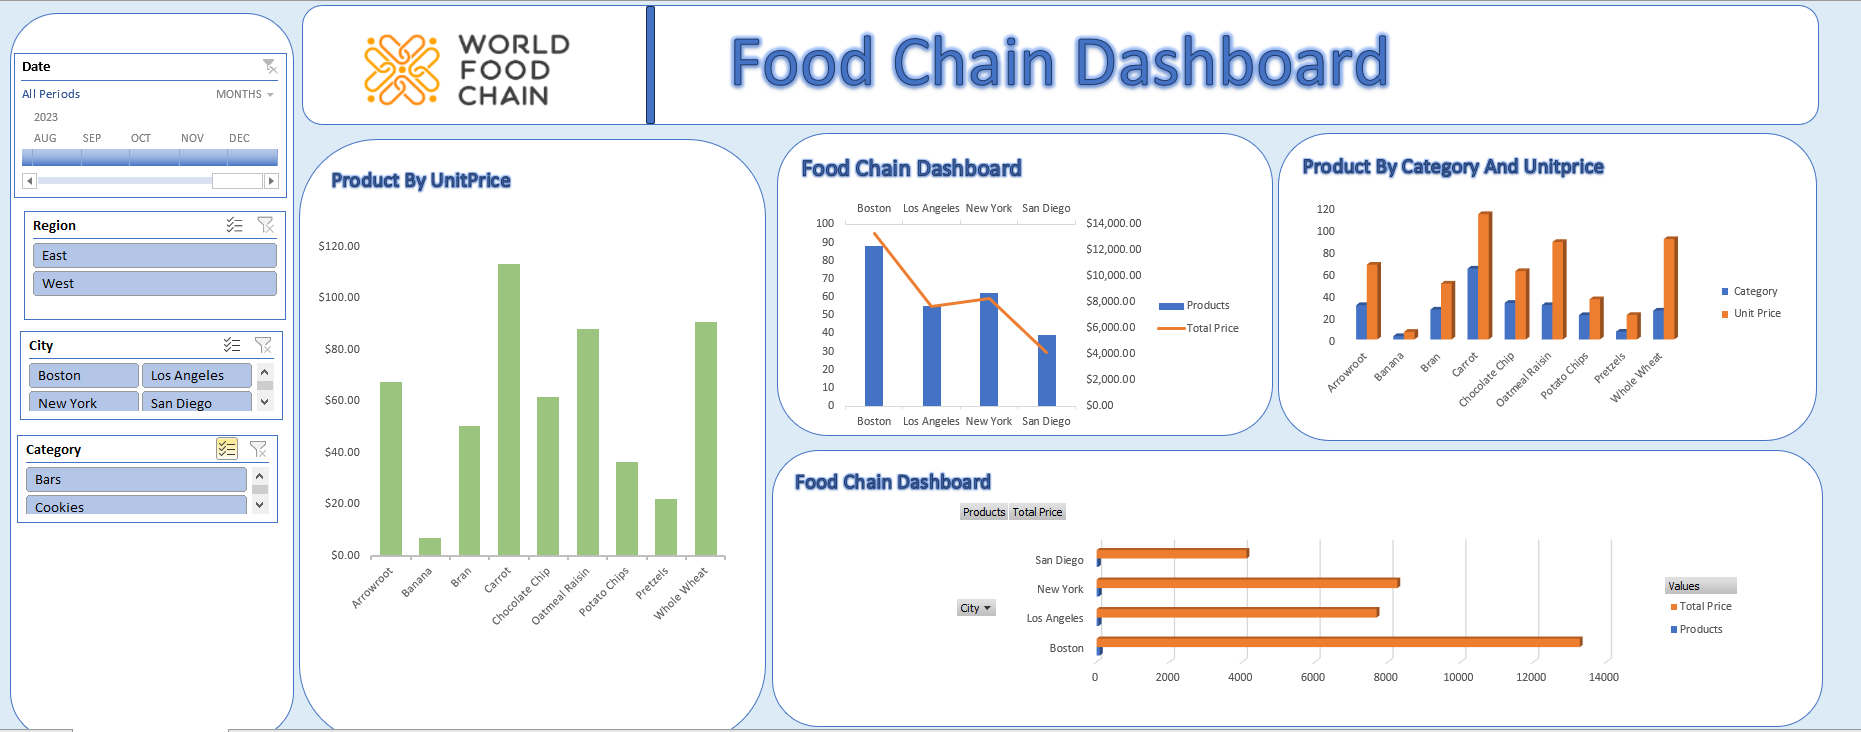 WORLD
FOOD
CHAIN
Food Chain Dashboard
Date
All Periods
MONTHS
2023
AUG SEP OCT NOV DEC
Region
East
West
City
Boston Los Angeles
New York San Diego
Category
Bars
Cookies
Product By UnitPrice
$120.00
$100.00
$80.00
$60.00
$40.00
$20.00
$0.00
Arrowroot
Banana
Bran
Carrot
Chocolate Chip
Oatmeal Raisin
Potato Chips
Pretzels
Whole Wheat
Food Chain Dashboard
Boston Los Angeles New York San Diego
100
90
80
70
60
50
40
30
20
10
0
$14,000.00
$12,000.00
$10,000.00
$8,000.00
$6,000.00
$4,000.00
$2,000.00
$0.00
Boston Los Angeles New York San Diego
Products
Total Price
Product By Category And Unitprice
120
100
80
60
40
20
0
Arrowroot
Banana
Bran
Carrot
Chocolate Chip
Oatmeal Raisin
Potato Chips
Pretzels
Whole Wheat
Category
Unit Price
Food Chain Dashboard
Products Total Price
City
San Diego
New York
Los Angeles
Boston
0 2000 4000 6000 8000 10000 12000 14000
Values
Total Price
Products